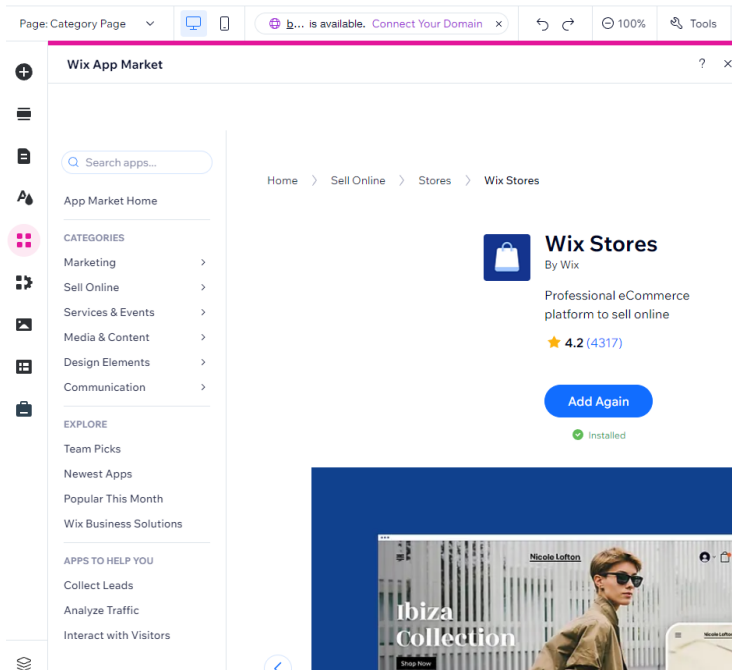 Page: Category Page
b... is available. Connect Your Domain ×
100%
Tools
Wix App Market
? ×
Search apps...
App Market Home
CATEGORIES
Marketing
Sell Online
Services & Events
Media & Content
Design Elements
Communication
EXPLORE
Team Picks
Newest Apps
Popular This Month
Wix Business Solutions
APPS TO HELP YOU
Collect Leads
Analyze Traffic
Interact with Visitors
Home > Sell Online > Stores > Wix Stores
Wix Stores
By Wix
Professional eCommerce
platform to sell online
4.2 (4317)
Add Again
Installed
Nicole Lofton
Ibiza
Collection
Shop Now
Nicole Lofton